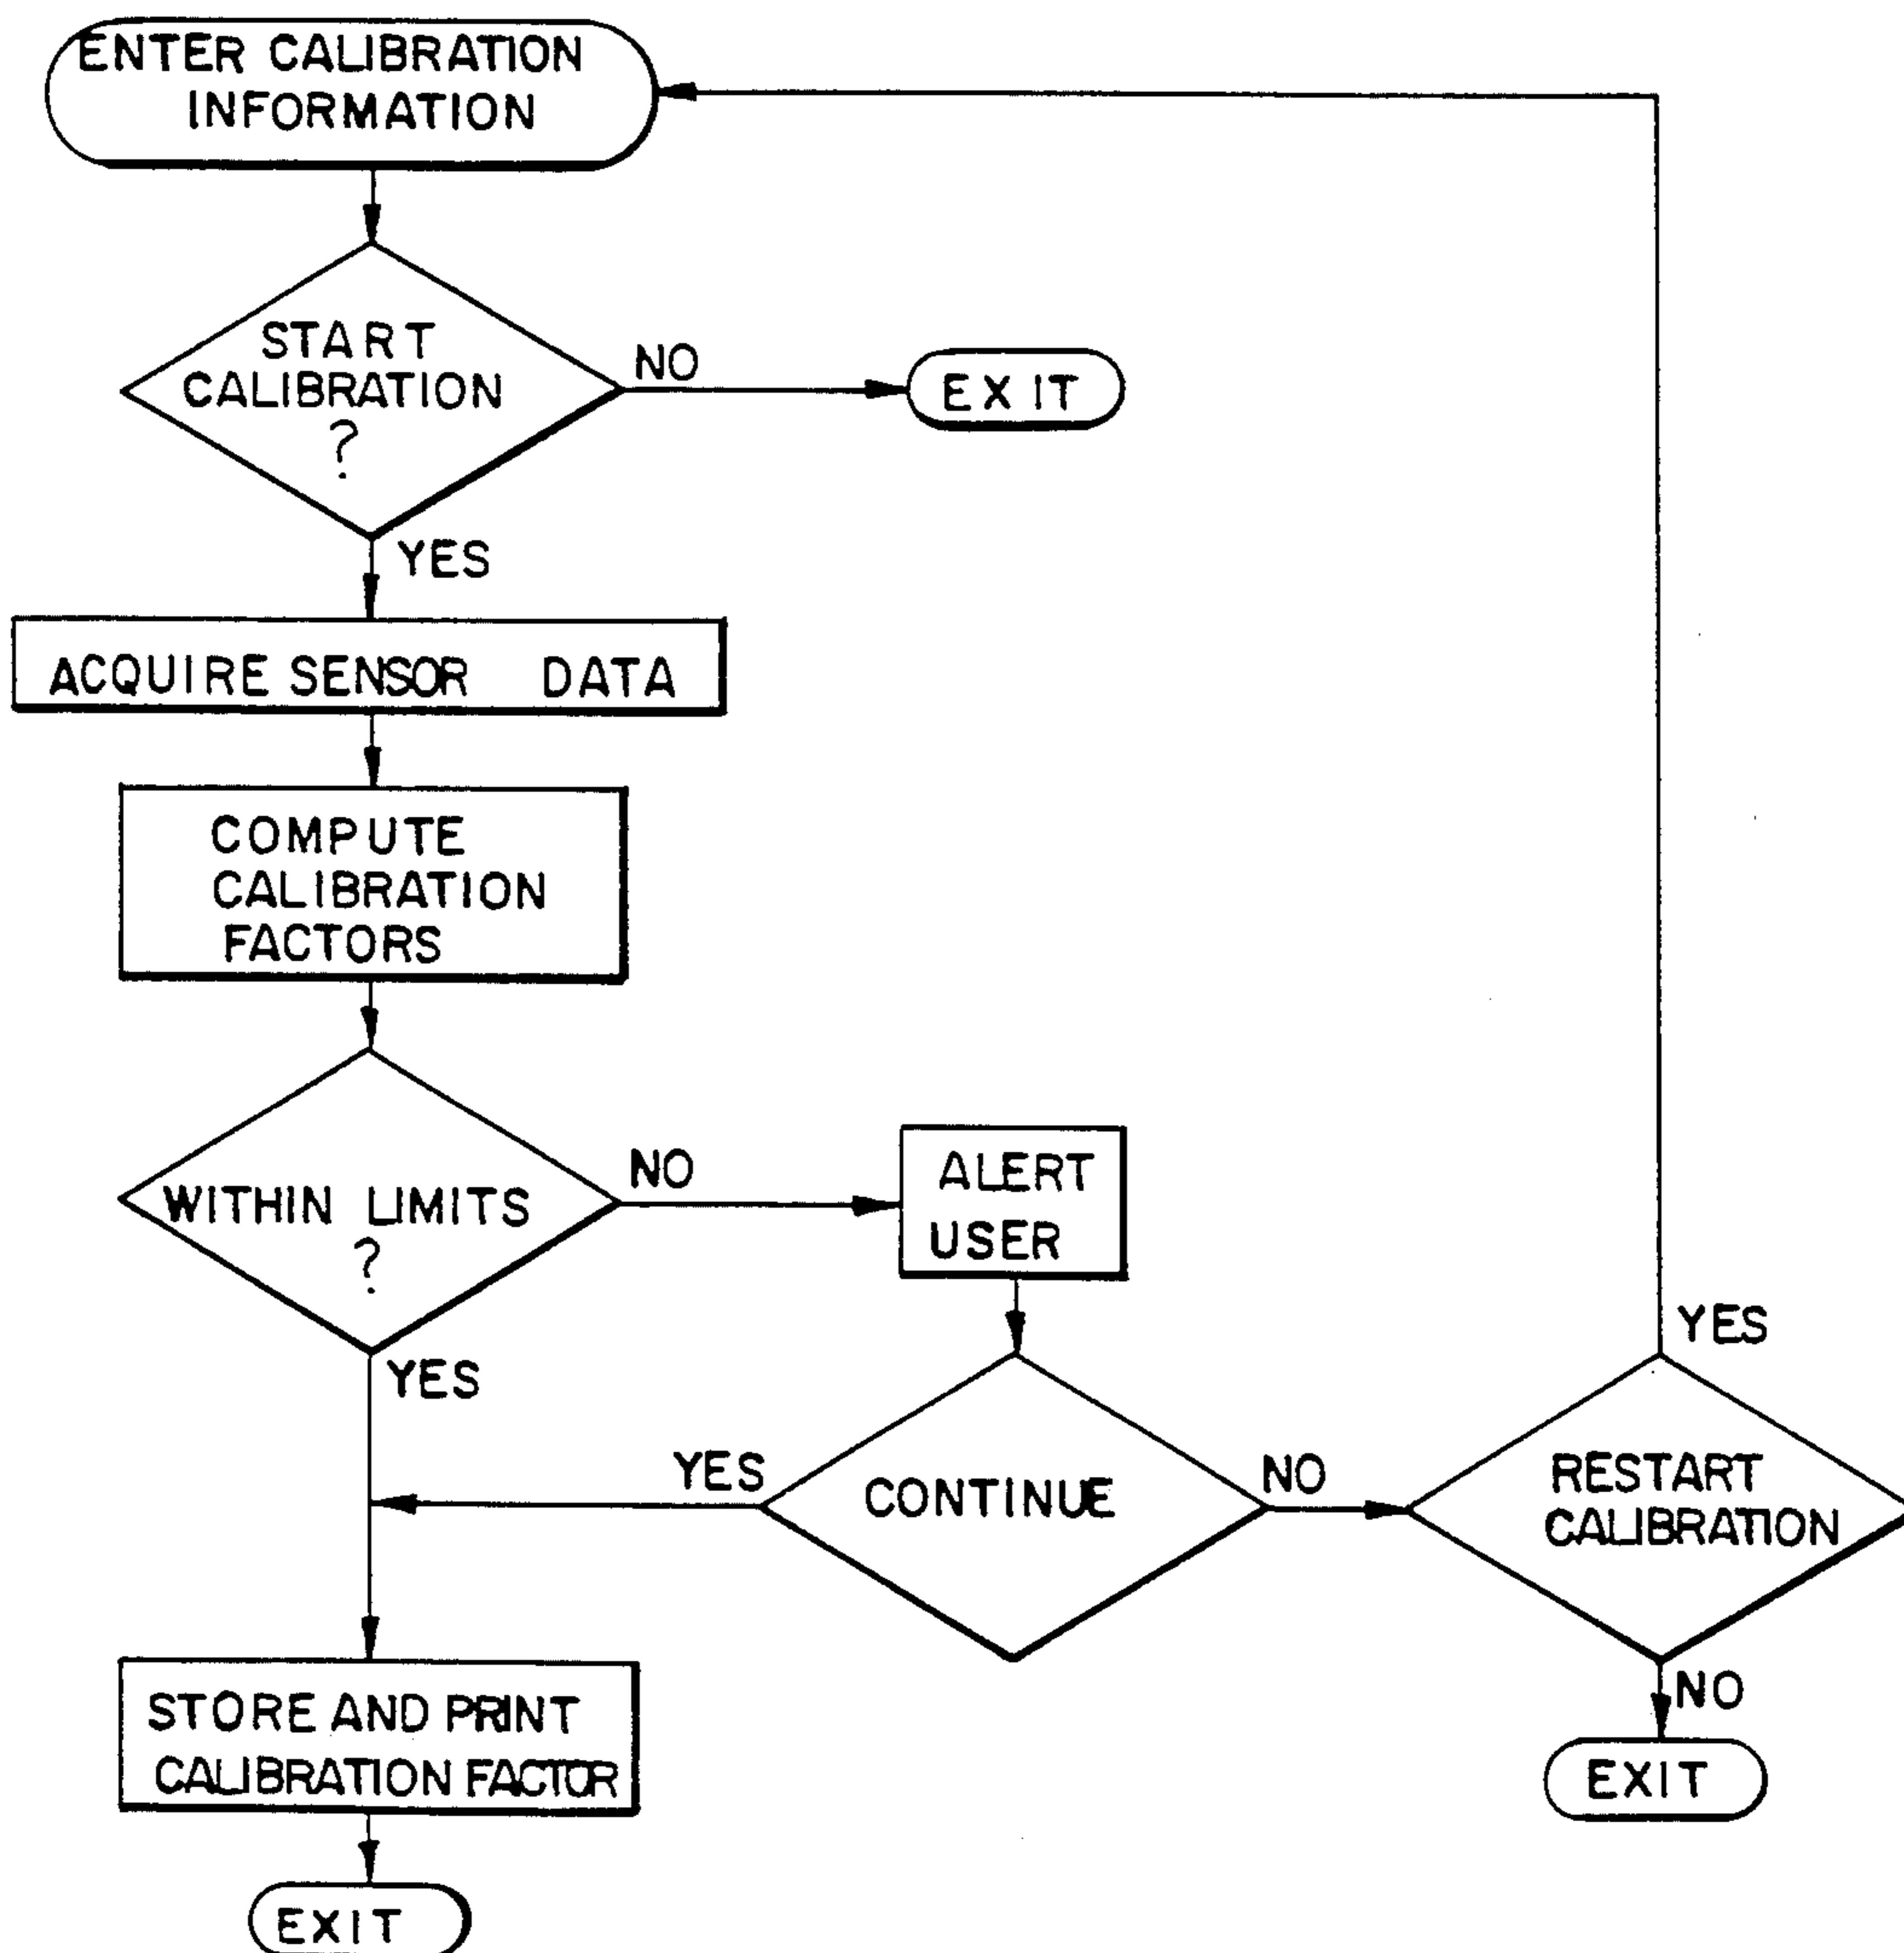 ENTER CALIBRATION
INFORMATION
START
CALIBRATION
?
NO
EXIT
YES
ACQUIRE SENSOR DATA
COMPUTE
CALIBRATION
FACTORS
WITHIN LIMITS
?
NO
ALERT
USER
YES
YES
CONTINUE
NO
RESTART
CALIBRATION
YES
NO
EXIT
STORE AND PRINT
CALIBRATION FACTOR
EXIT